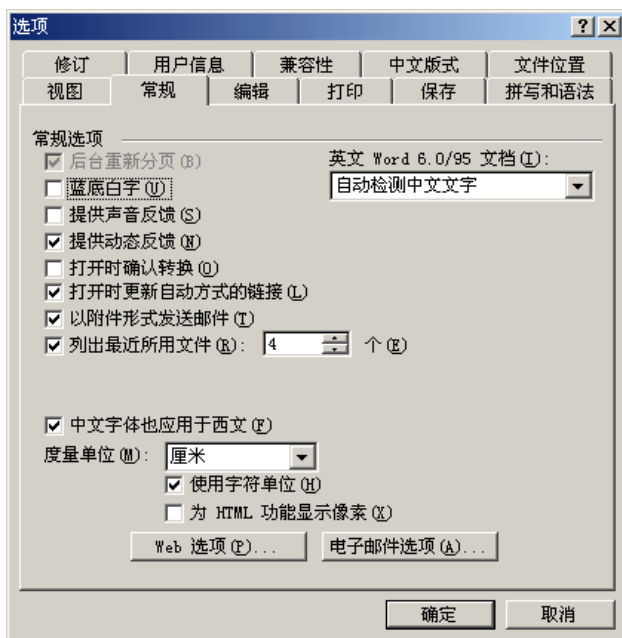 选项
修订 用户信息 兼容性 中文版式 文件位置
视图 常规 编辑 打印 保存 拼写和语法
常规选项
后台重新分页(B) 英文 Word 6.0/95 文档(I):
蓝底白字(U) 自动检测中文文字
提供声音反馈(S)
提供动态反馈(N)
打开时确认转换(O)
打开时更新自动方式的链接(L)
以附件形式发送邮件(T)
列出最近所用文件(R): 4 个(E)
中文字体也应用于西文(F)
度量单位(M): 厘米
使用字符单位(H)
为 HTML 功能显示像素(X)
Web 选项(P)... 电子邮件选项(A)...
确定 取消